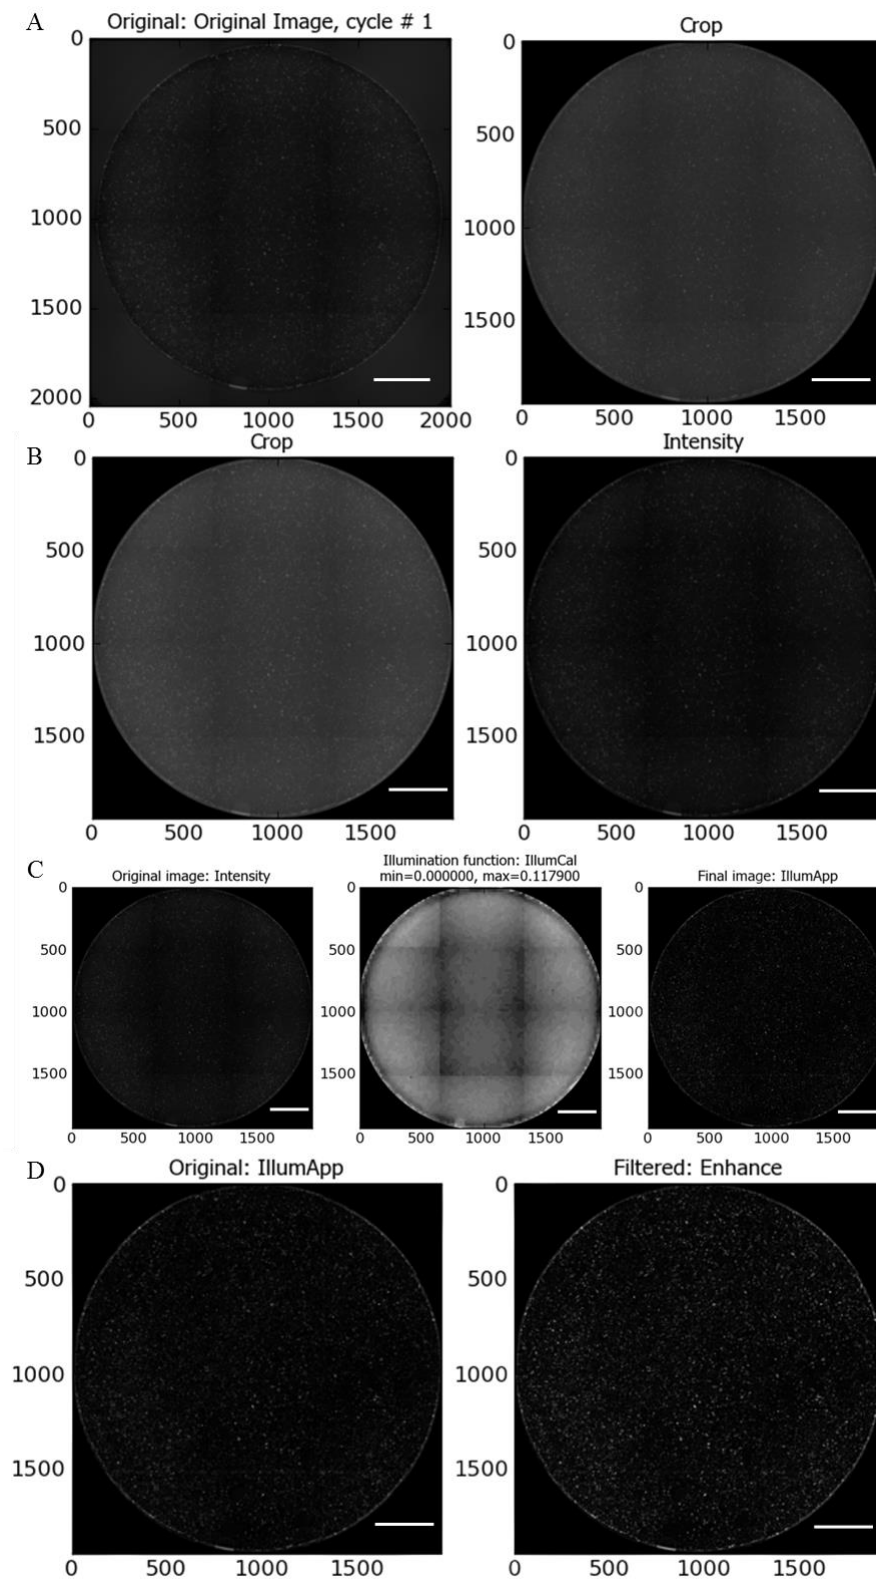 A
Original: Original Image, cycle # 1
0
500
1000
1500
2000
0 500 1000 1500 2000
Crop
0
500
1000
1500
0 500 1000 1500
B
Crop
0
500
1000
1500
0 500 1000 1500
Intensity
0
500
1000
1500
0 500 1000 1500
C
Original image: Intensity
0
500
1000
1500
0 500 1000 1500
Illumination function: IllumCal
min=0.000000, max=0.117900
0
500
1000
1500
0 500 1000 1500
Final image: IllumApp
0
500
1000
1500
0 500 1000 1500
D
Original: IllumApp
0
500
1000
1500
0 500 1000 1500
Filtered: Enhance
0
500
1000
1500
0 500 1000 1500